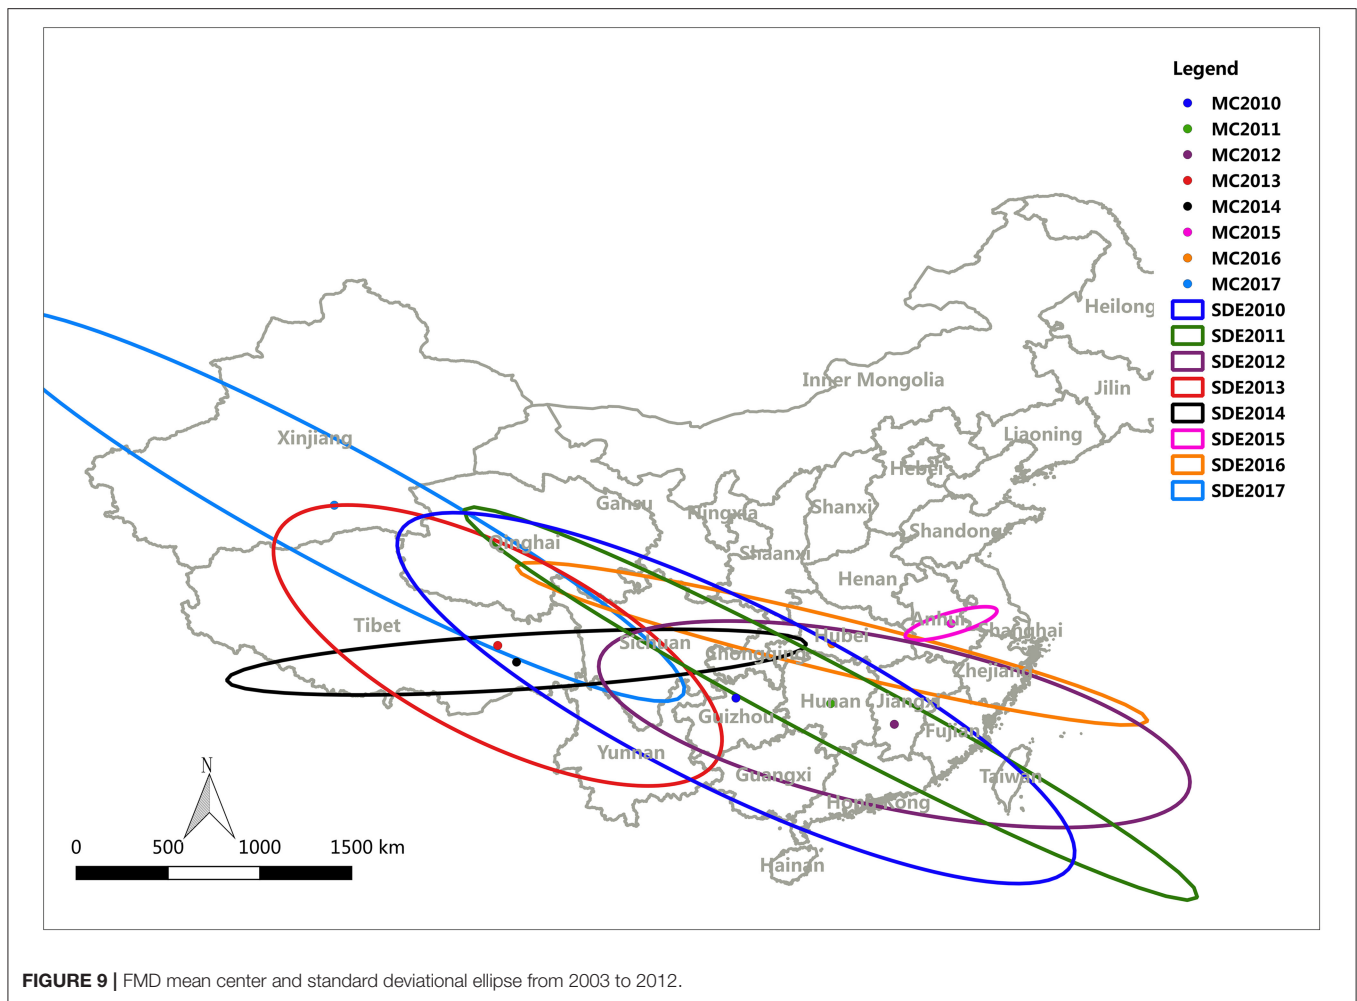 Legend
MC2010
MC2011
MC2012
MC2013
MC2014
MC2015
MC2016
MC2017
SDE2010
SDE2011
SDE2012
SDE2013
SDE2014
SDE2015
SDE2016
SDE2017
Heilong
Inner Mongolia
Jilin
Liaoning
Xinjiang
Hebei
Gansu
Ningxia
Shanxi
Shandong
Qinghai
Shaanxi
Henan
Tibet
Anhui
Shanghai
Sichuan
Hubei
Chongqing
Zhejiang
Hunan
Jiangxi
Guizhou
Fujian
Yunnan
Guangxi
Taiwan
Hong Kong
Hainan
N
0 500 1000 1500 km
FIGURE 9 | FMD mean center and standard deviational ellipse from 2003 to 2012.